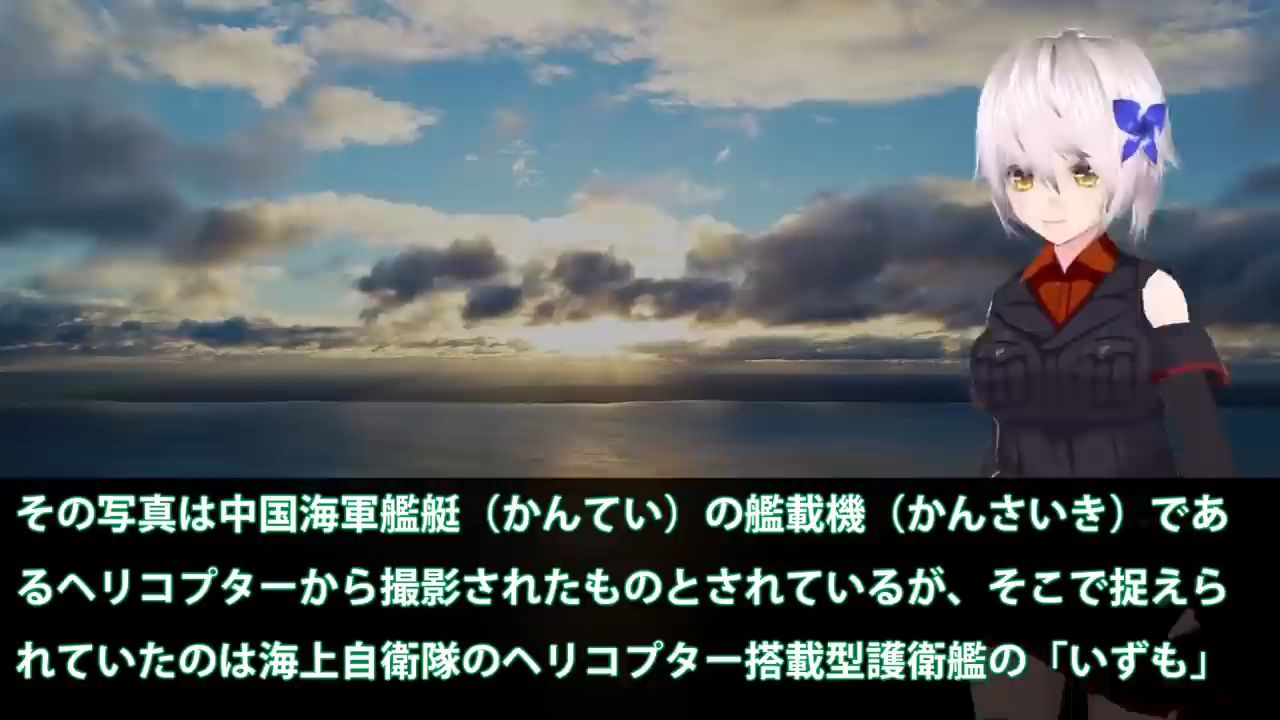 その写真は中国海軍艦艇（かんてい）の艦載機（かんさいき）であ
るヘリコプターから撮影されたものとされているが、そこで捉えら
れていたのは海上自衛隊のヘリコプター搭載型護衛艦の「いずも」